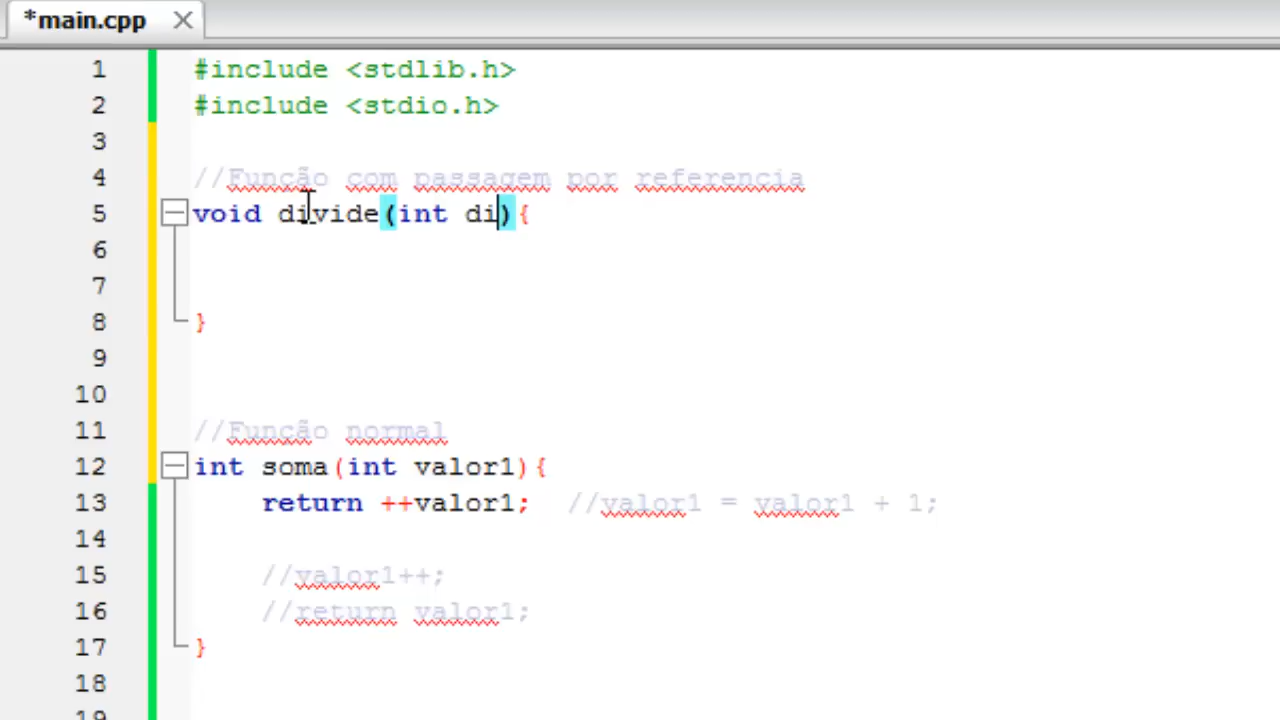 *main.cpp
1 #include <stdlib.h>
2 #include <stdio.h>
3
4 //Função com passagem por referencia
5 void divide(int di){
6
7
8 }
9
10
11 //Função normal
12 int soma(int valor1){
13 return ++valor1; //valor1 = valor1 + 1;
14
15 //valor1++;
16 //return valor1;
17 }
18
19